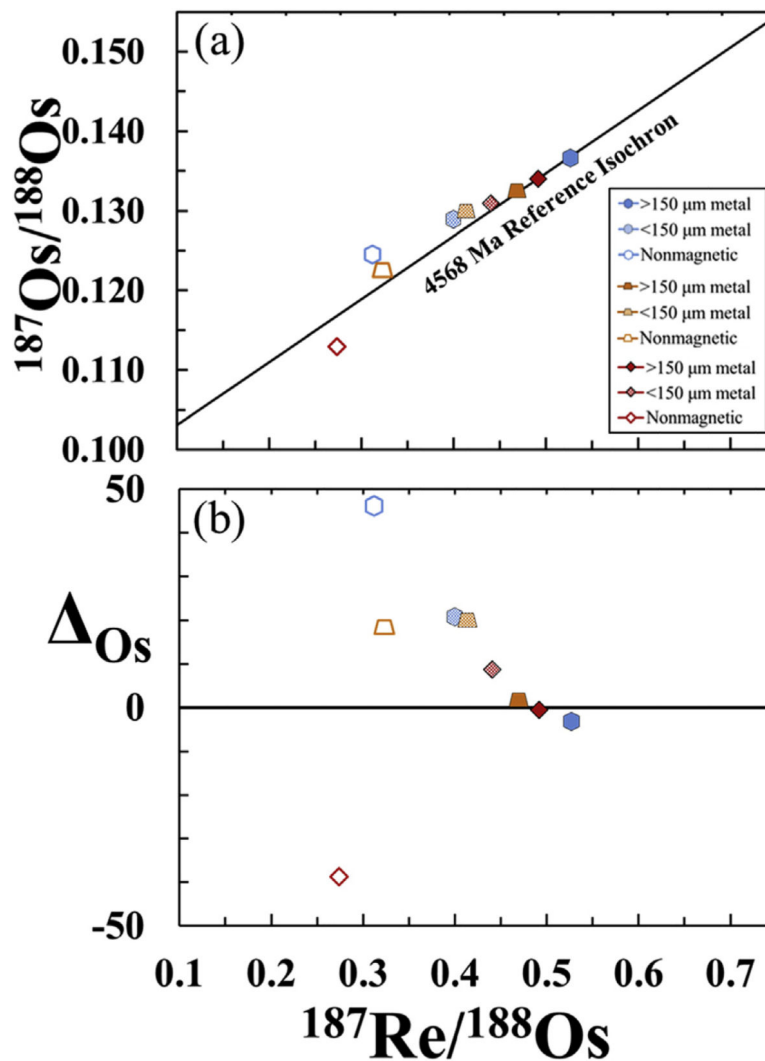 (a)
187Os/188Os
0.150
0.140
0.130
0.120
0.110
0.100
4568 Ma Reference Isochron
>150 μm metal
<150 μm metal
Nonmagnetic
>150 μm metal
<150 μm metal
Nonmagnetic
>150 μm metal
<150 μm metal
Nonmagnetic
(b)
ΔOs
50
0
-50
0.1 0.2 0.3 0.4 0.5 0.6 0.7
187Re/188Os